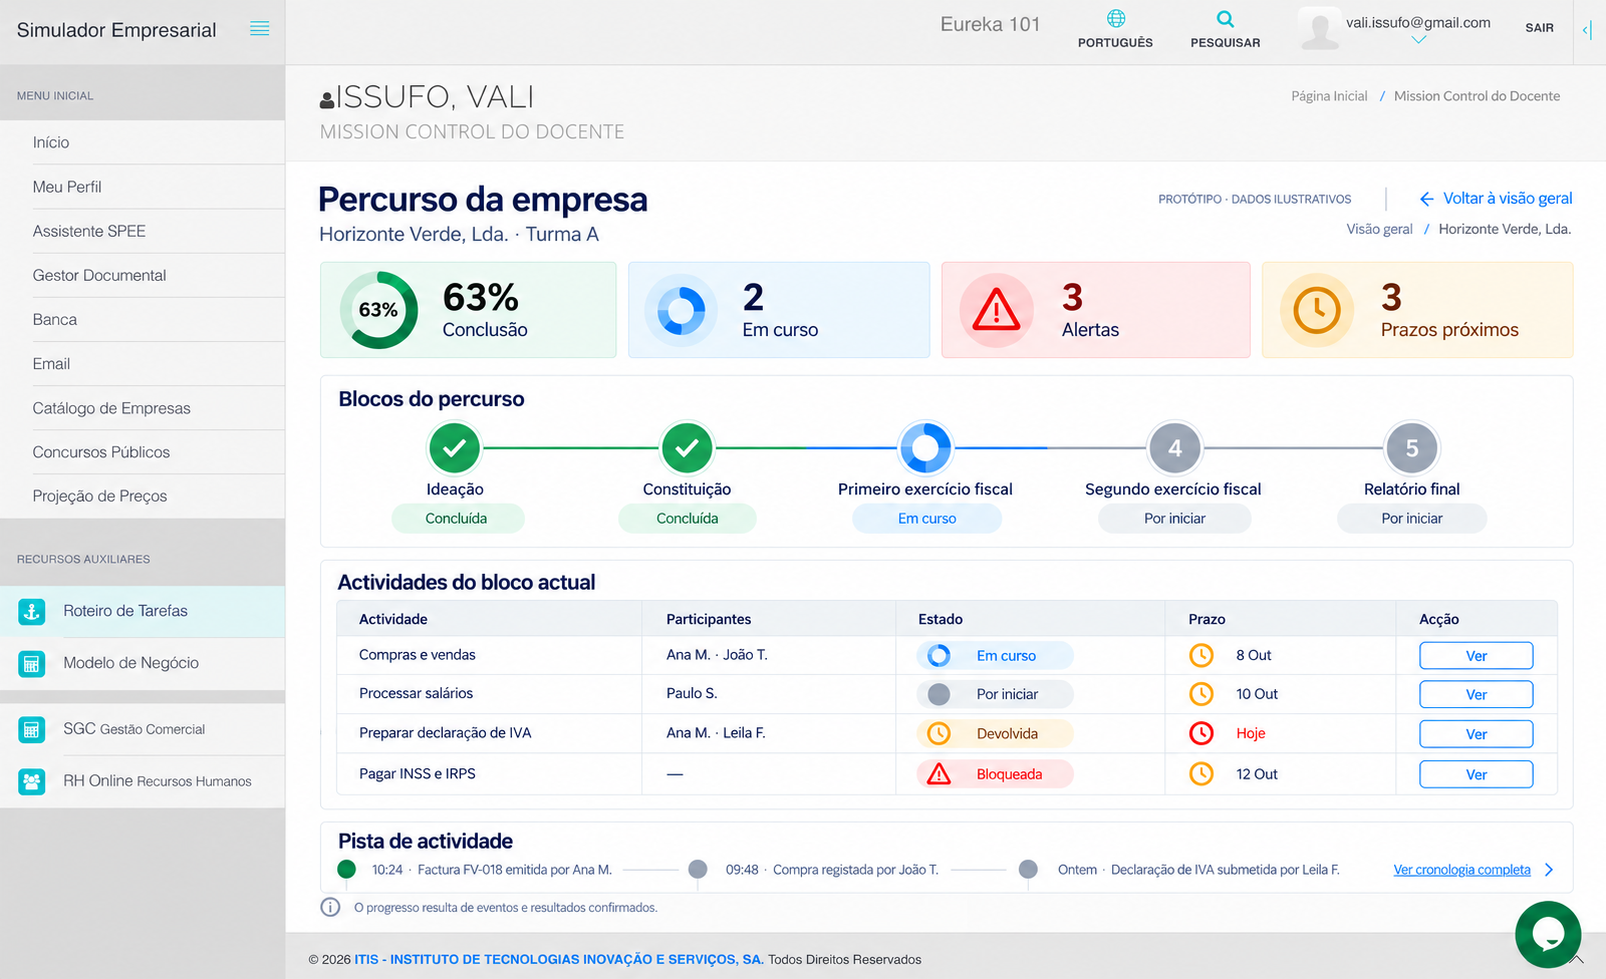 Simulador Empresarial
Eureka 101
PORTUGUÊS
PESQUISAR
vali.issufo@gmail.com
SAIR
MENU INICIAL
Início
Meu Perfil
Assistente SPEE
Gestor Documental
Banca
Email
Catálogo de Empresas
Concursos Públicos
Projeção de Preços
RECURSOS AUXILIARES
Roteiro de Tarefas
Modelo de Negócio
SGC Gestão Comercial
RH Online Recursos Humanos
ISSUFO, VALI
MISSION CONTROL DO DOCENTE
Página Inicial / Mission Control do Docente
Percurso da empresa
Horizonte Verde, Lda. · Turma A
PROTÓTIPO · DADOS ILUSTRATIVOS
Voltar à visão geral
Visão geral / Horizonte Verde, Lda.
63%
63%
Conclusão
2
Em curso
3
Alertas
3
Prazos próximos
Blocos do percurso
4
5
Ideação
Constituição
Primeiro exercício fiscal
Segundo exercício fiscal
Relatório final
Concluída
Concluída
Em curso
Por iniciar
Por iniciar
Actividades do bloco actual
Actividade Participantes Estado Prazo Acção
Compras e vendas Ana M. · João T. Em curso 8 Out Ver
Processar salários Paulo S. Por iniciar 10 Out Ver
Preparar declaração de IVA Ana M. · Leila F. Devolvida Hoje Ver
Pagar INSS e IRPS — Bloqueada 12 Out Ver
Pista de actividade
10:24 · Factura FV-018 emitida por Ana M.
09:48 · Compra registada por João T.
Ontem · Declaração de IVA submetida por Leila F.
Ver cronologia completa
O progresso resulta de eventos e resultados confirmados.
© 2026 ITIS - INSTITUTO DE TECNOLOGIAS INOVAÇÃO E SERVIÇOS, SA. Todos Direitos Reservados